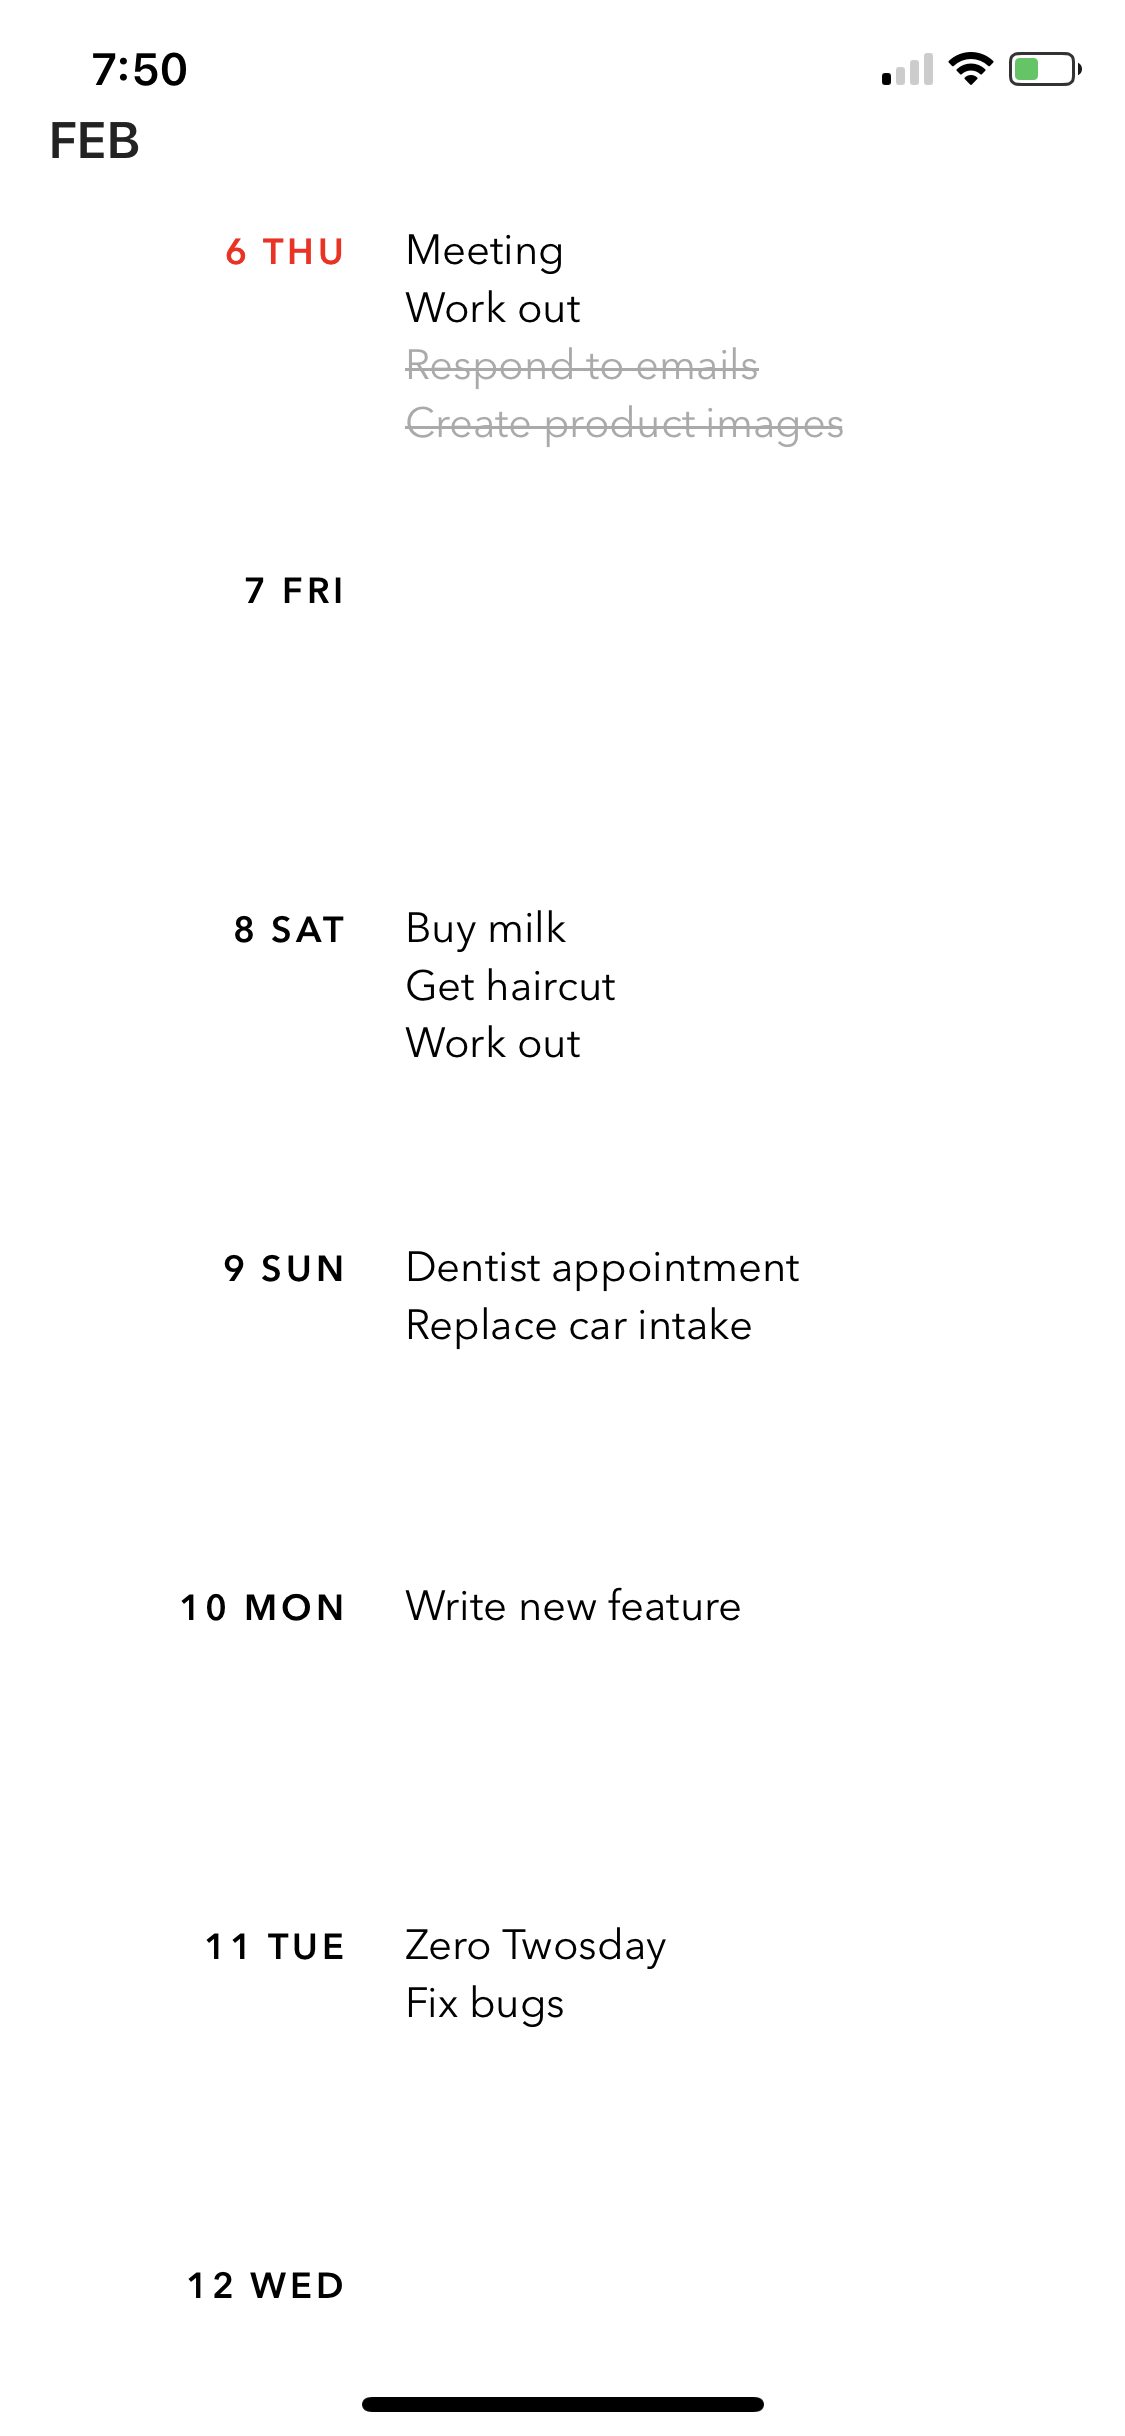 7:50
FEB
6 THU Meeting
Work out
Respond to emails
Create product images
7 FRI
8 SAT Buy milk
Get haircut
Work out
9 SUN Dentist appointment
Replace car intake
10 MON Write new feature
11 TUE Zero Twosday
Fix bugs
12 WED